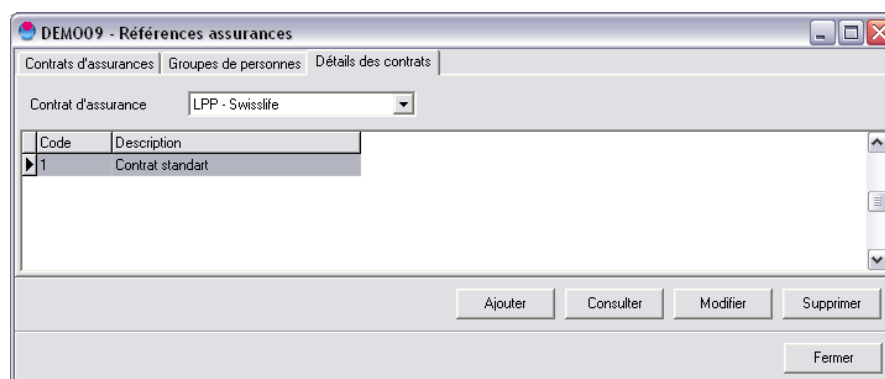 DEMO09 - Références assurances
Contrats d'assurances Groupes de personnes Détails des contrats
Contrat d'assurance LPP - Swisslife
Code Description
1 Contrat standart
Ajouter Consulter Modifier Supprimer
Fermer